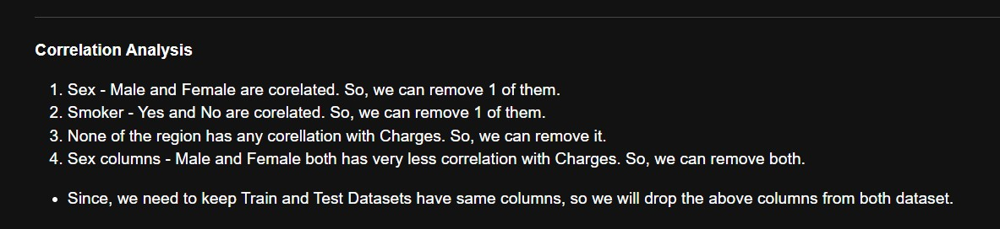 Correlation Analysis
1. Sex - Male and Female are corelated. So, we can remove 1 of them.
2. Smoker - Yes and No are corelated. So, we can remove 1 of them.
3. None of the region has any corellation with Charges. So, we can remove it.
4. Sex columns - Male and Female both has very less correlation with Charges. So, we can remove both.
• Since, we need to keep Train and Test Datasets have same columns, so we will drop the above columns from both dataset.